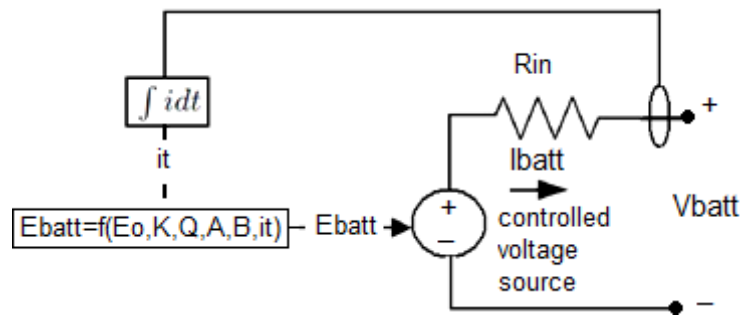 Rin
∫ idt
+
it
Ibatt
Ebatt=f(Eo,K,Q,A,B,it)
Ebatt
+
−
controlled
voltage
source
Vbatt
−